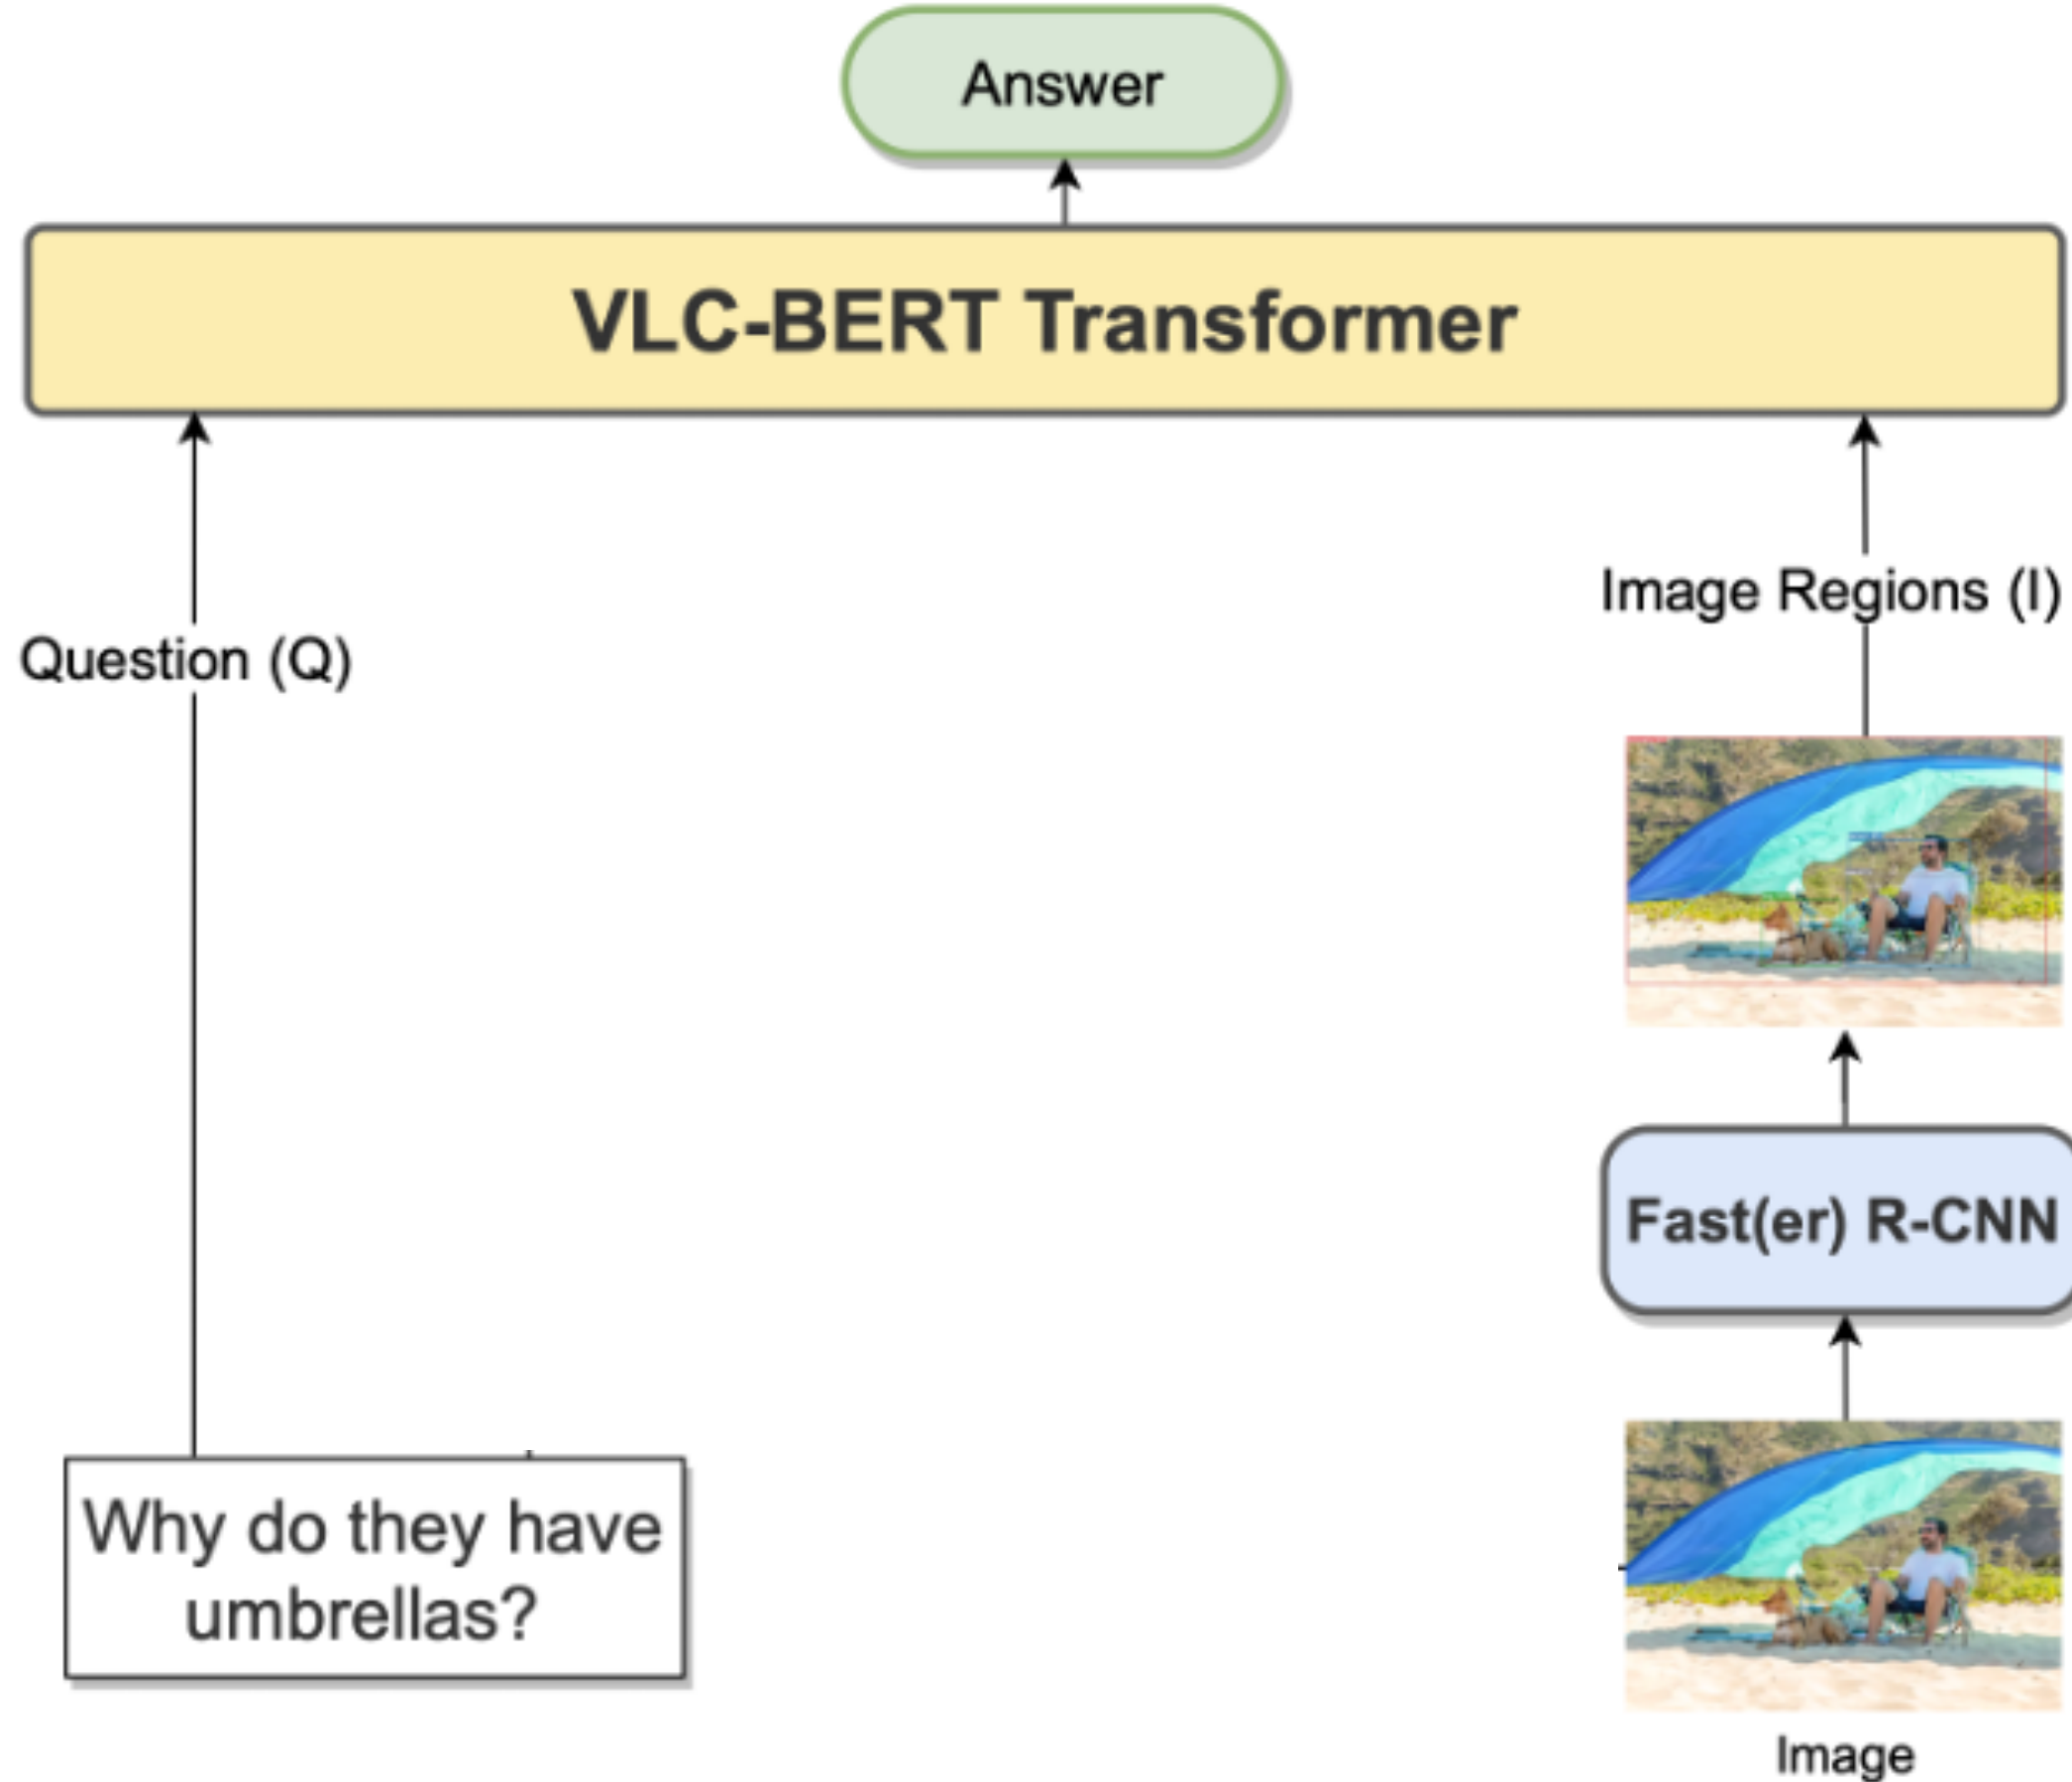 Answer
VLC-BERT Transformer
Question (Q)
Image Regions (I)
Fast(er) R-CNN
Why do they have
umbrellas?
Image